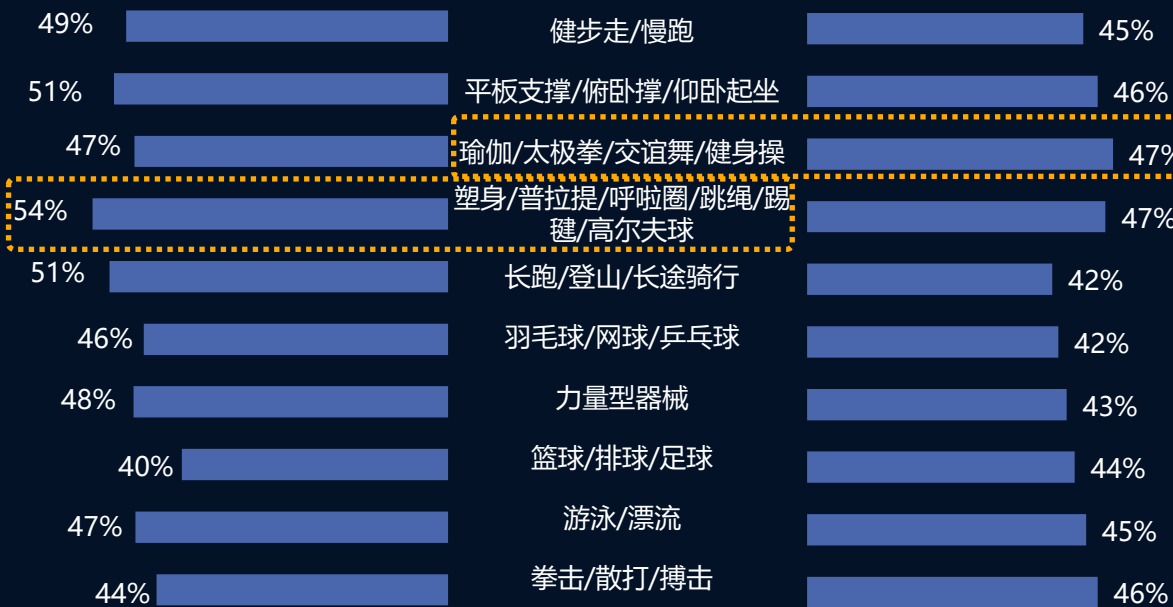 49% 健步走/慢跑 45%
51% 平板支撑/俯卧撑/仰卧起坐 46%
47% 瑜伽/太极拳/交谊舞/健身操 47%
54% 塑身/普拉提/呼啦圈/跳绳/踢
毽/高尔夫球 47%
51% 长跑/登山/长途骑行 42%
46% 羽毛球/网球/乒乓球 42%
48% 力量型器械 43%
40% 篮球/排球/足球 44%
47% 游泳/漂流 45%
44% 拳击/散打/搏击 46%